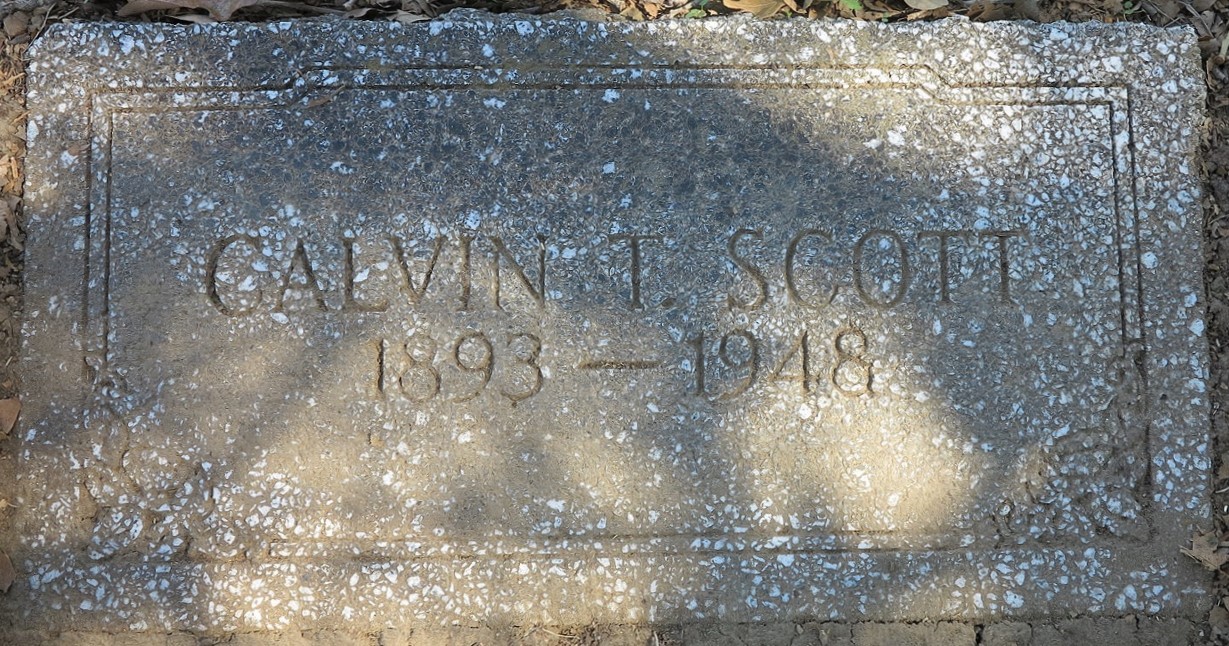 CALVIN T. SCOTT
1893 — 1948